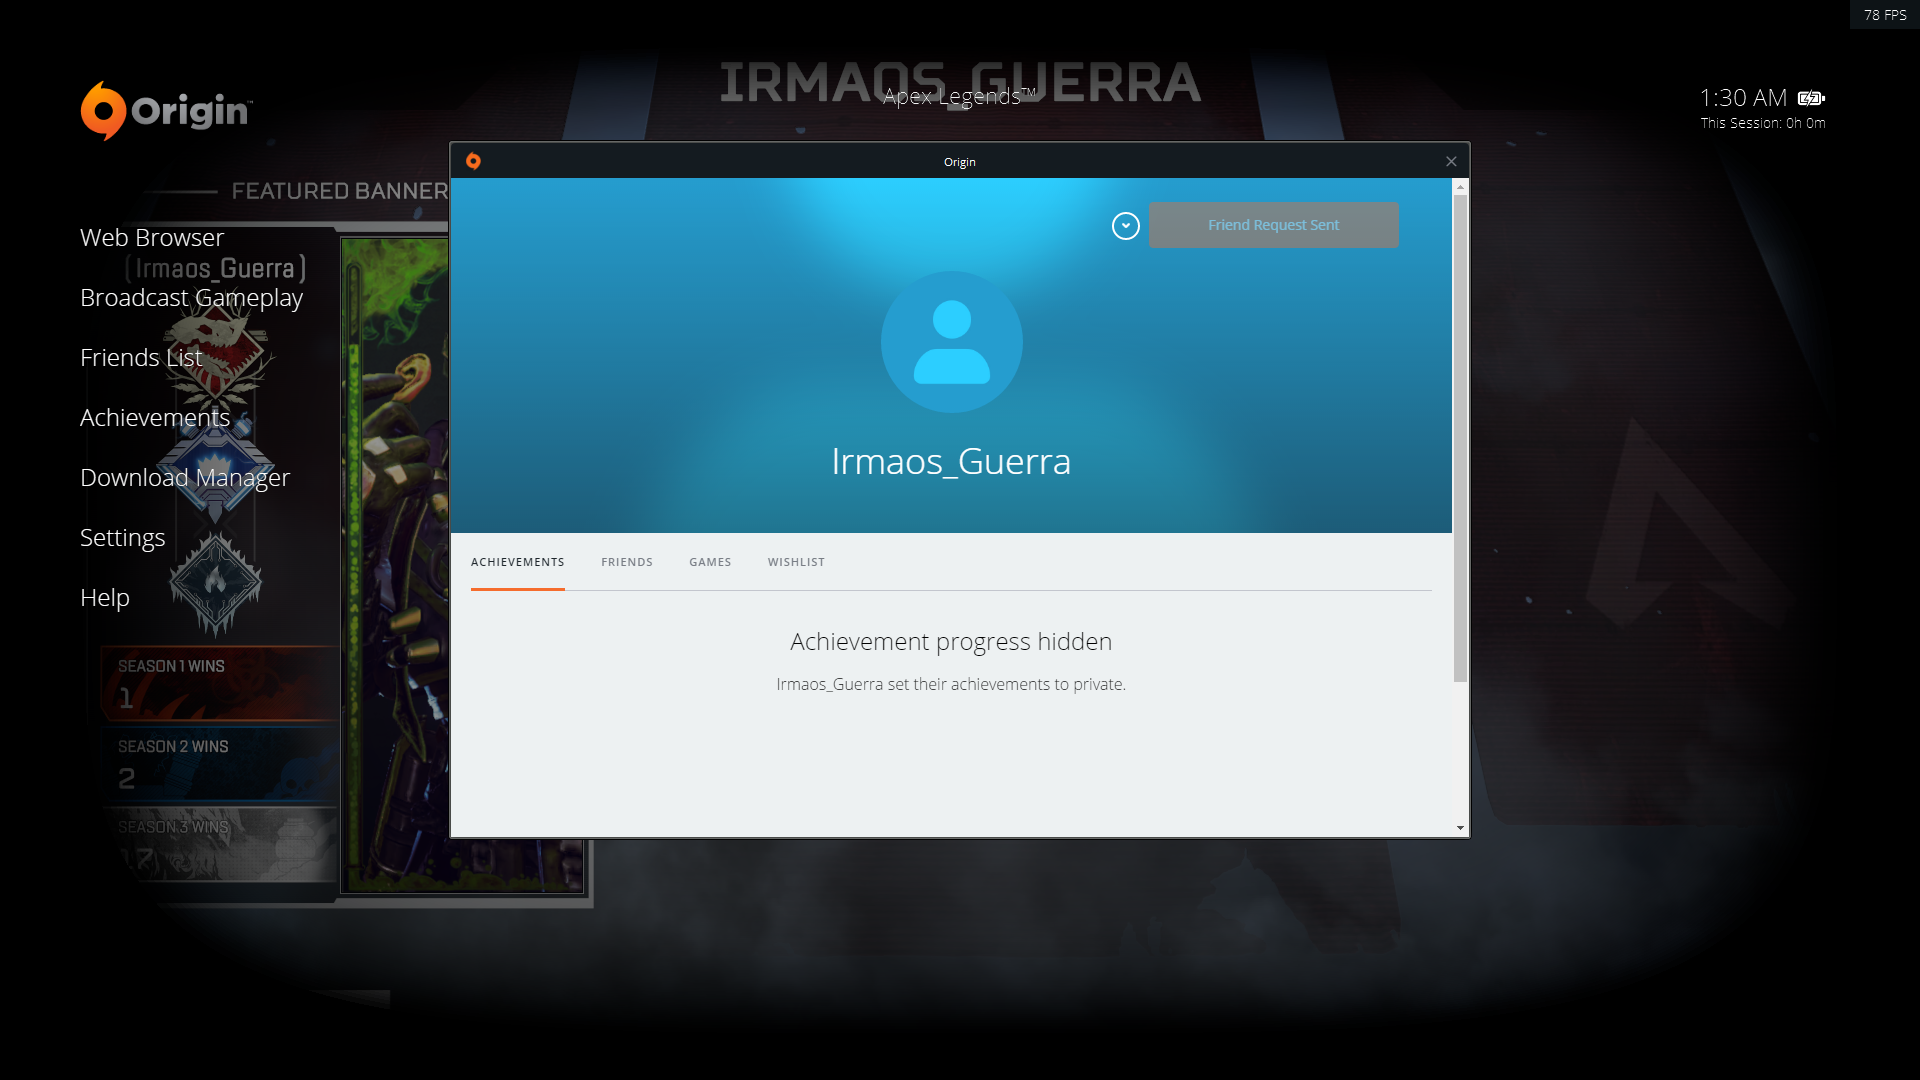 78 FPS
IRMAOS_GUERRA
Apex Legends™
Origin™
1:30 AM
This Session: 0h 0m
Origin
FEATURED BANNER
Friend Request Sent
Web Browser
(Irmaos_Guerra)
Broadcast Gameplay
Friends List
Achievements
Download Manager
Settings
Help
Irmaos_Guerra
ACHIEVEMENTS FRIENDS GAMES WISHLIST
Achievement progress hidden
Irmaos_Guerra set their achievements to private.
SEASON 1 WINS
1
SEASON 2 WINS
2
SEASON 3 WINS